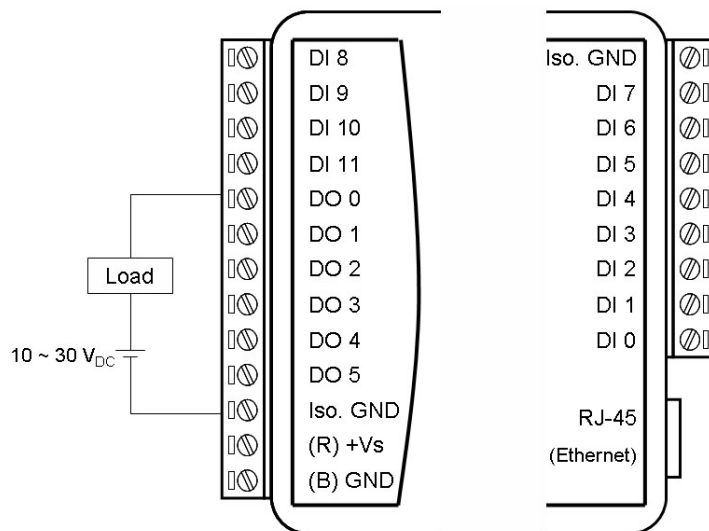 DI 8
DI 9
DI 10
DI 11
DO 0
DO 1
DO 2
DO 3
DO 4
DO 5
Iso. GND
(R) +Vs
(B) GND
Load
10 ~ 30 VDC
Iso. GND
DI 7
DI 6
DI 5
DI 4
DI 3
DI 2
DI 1
DI 0
RJ-45
(Ethernet)